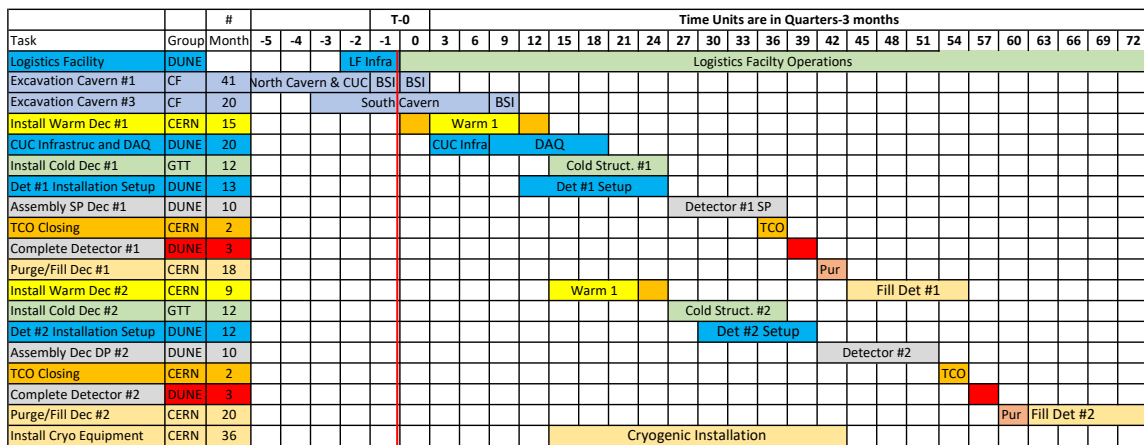 # T-0 Time Units are in Quarters-3 months
Task Group Month -5 -4 -3 -2 -1 0 3 6 9 12 15 18 21 24 27 30 33 36 39 42 45 48 51 54 57 60 63 66 69 72
Logistics Facility DUNE LF Infra Logistics Facilty Operations
Excavation Cavern #1 CF 41 North Cavern & CUC BSI BSI
Excavation Cavern #3 CF 20 South Cavern BSI
Install Warm Dec #1 CERN 15 Warm 1
CUC Infrastruc and DAQ DUNE 20 CUC Infra DAQ
Install Cold Dec #1 GTT 12 Cold Struct. #1
Det #1 Installation Setup DUNE 13 Det #1 Setup
Assembly SP Dec #1 DUNE 10 Detector #1 SP
TCO Closing CERN 2 TCO
Complete Detector #1 DUNE 3
Purge/Fill Dec #1 CERN 18 Pur
Install Warm Dec #2 CERN 9 Warm 1 Fill Det #1
Install Cold Dec #2 GTT 12 Cold Struct. #2
Det #2 Installation Setup DUNE 12 Det #2 Setup
Assembly Dec DP #2 DUNE 10 Detector #2
TCO Closing CERN 2 TCO
Complete Detector #2 DUNE 3
Purge/Fill Dec #2 CERN 20 Pur Fill Det #2
Install Cryo Equipment CERN 36 Cryogenic Installation